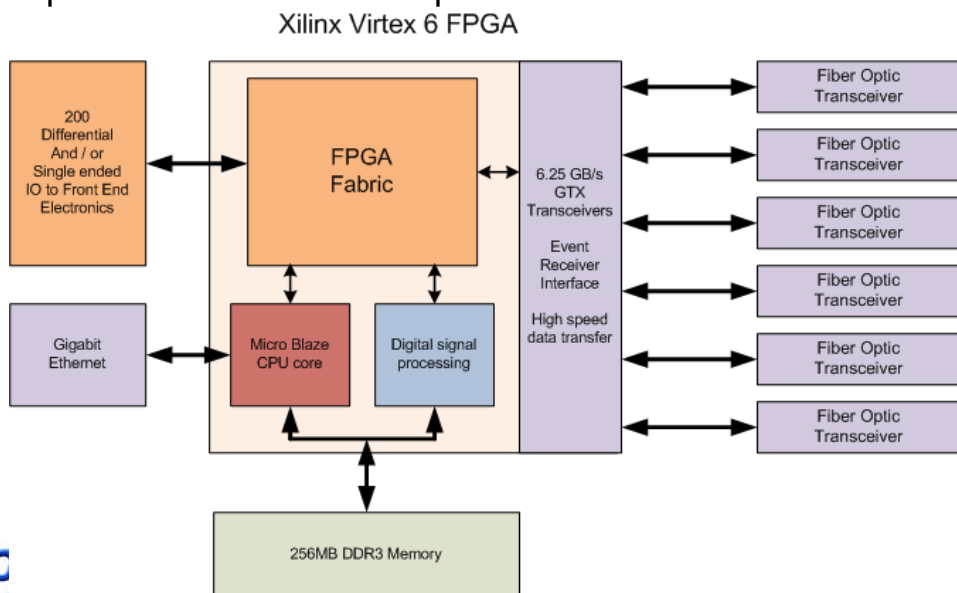 Xilinx Virtex 6 FPGA
200
Differential
And / or
Single ended
IO to Front End
Electronics
FPGA
Fabric
6.25 GB/s
GTX
Transceivers
Event
Receiver
Interface
High speed
data transfer
Fiber Optic
Transceiver
Fiber Optic
Transceiver
Fiber Optic
Transceiver
Fiber Optic
Transceiver
Fiber Optic
Transceiver
Fiber Optic
Transceiver
Gigabit
Ethernet
Micro Blaze
CPU core
Digital signal
processing
256MB DDR3 Memory